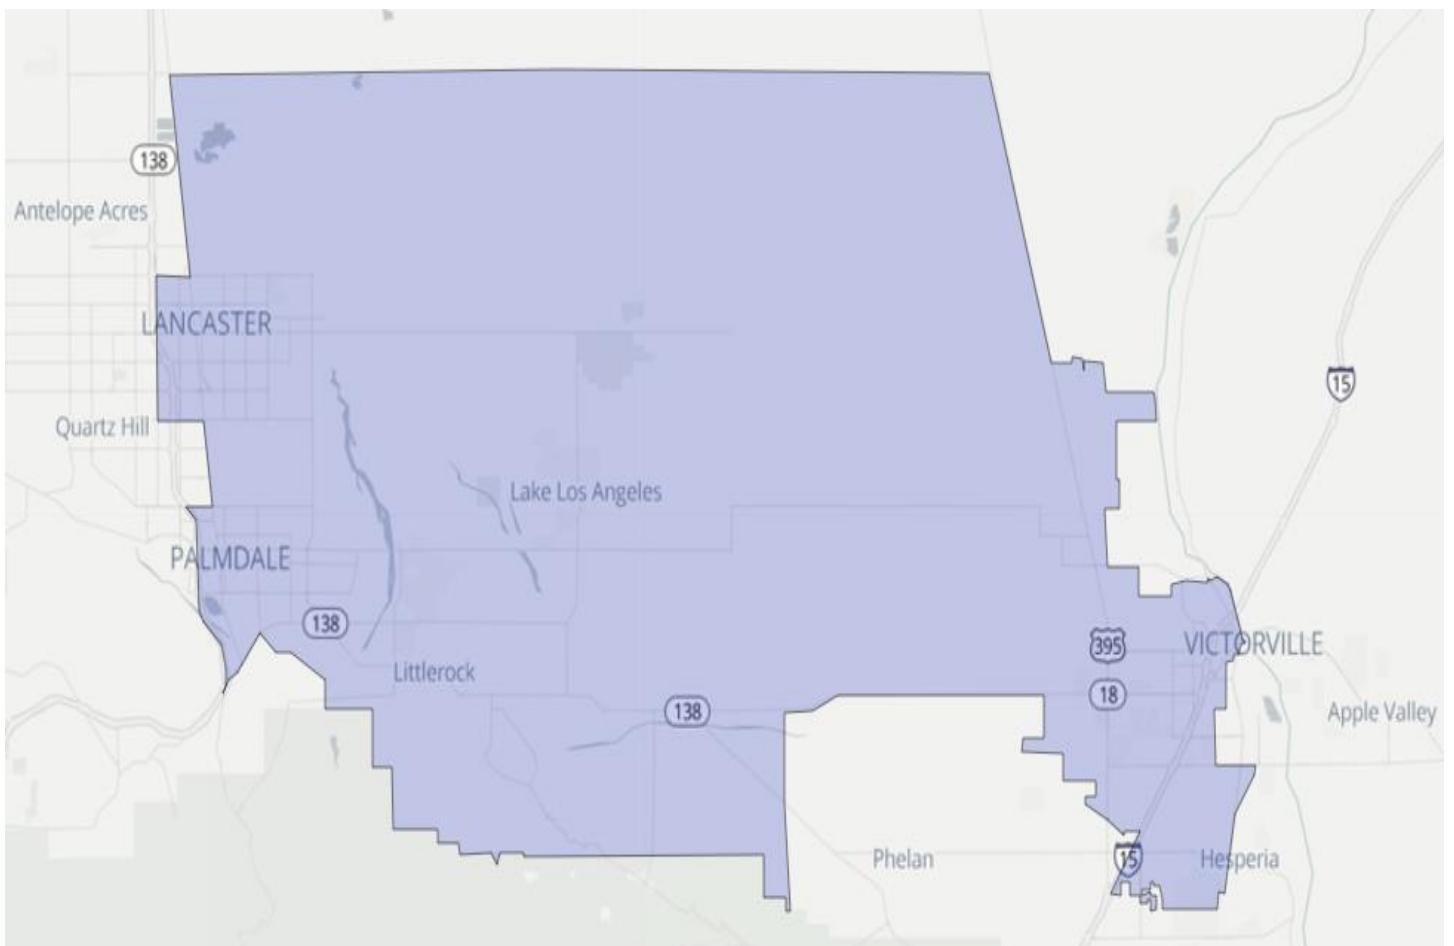 138
Antelope Acres
LANCASTER
15
Quartz Hill
Lake Los Angeles
PALMDALE
138
395
VICTORVILLE
Littlerock
18
138
Apple Valley
Phelan
15
Hesperia